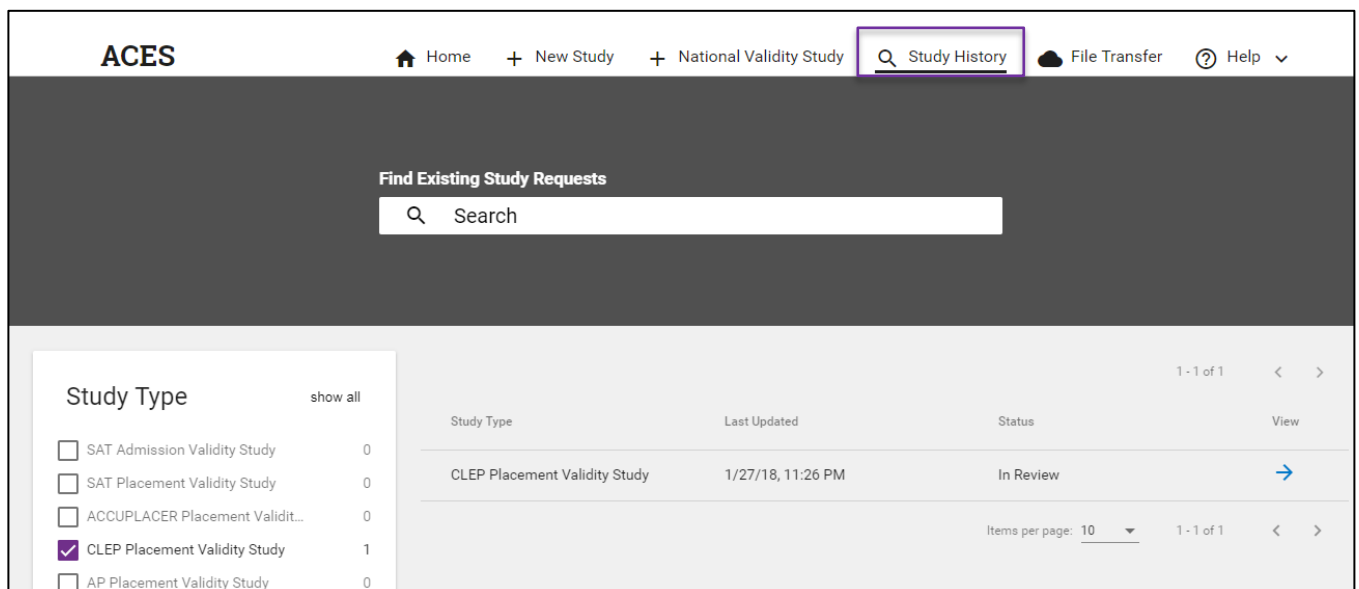 ACES
Home
New Study
National Validity Study
Study History
File Transfer
Help
Find Existing Study Requests
Search
Study Type
show all
SAT Admission Validity Study 0
SAT Placement Validity Study 0
ACCUPLACER Placement Validit... 0
CLEP Placement Validity Study 1
AP Placement Validity Study 0
1 - 1 of 1
Study Type Last Updated Status View
CLEP Placement Validity Study 1/27/18, 11:26 PM In Review
Items per page: 10 1 - 1 of 1